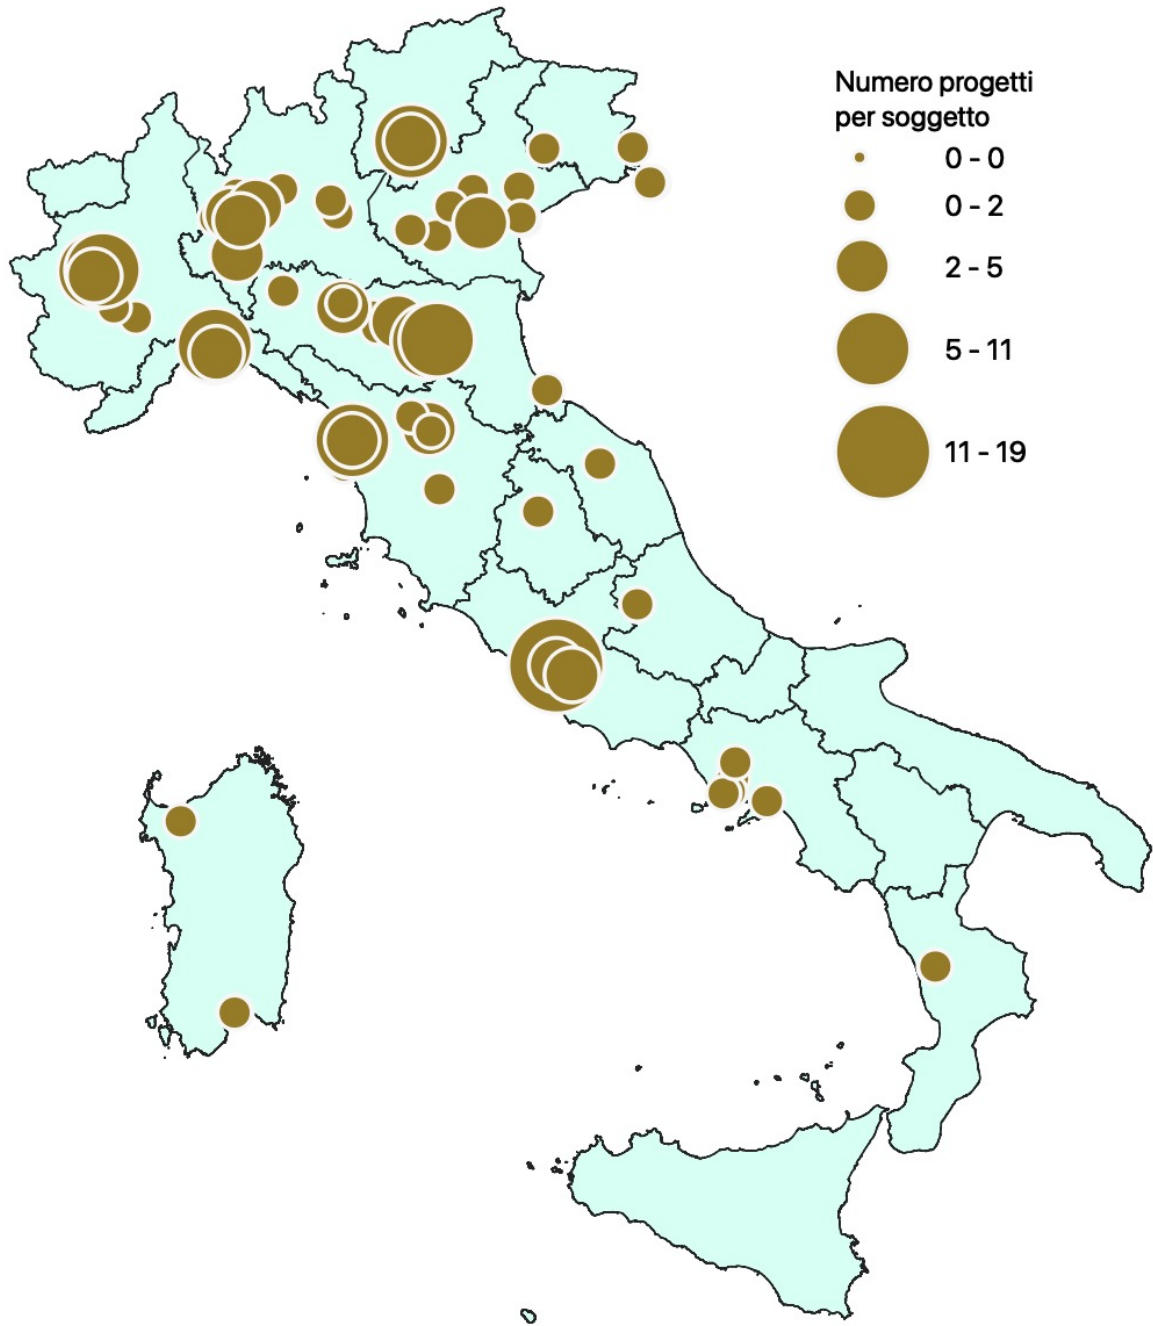 Numero progetti
per soggetto
0 - 0
0 - 2
2 - 5
5 - 11
11 - 19